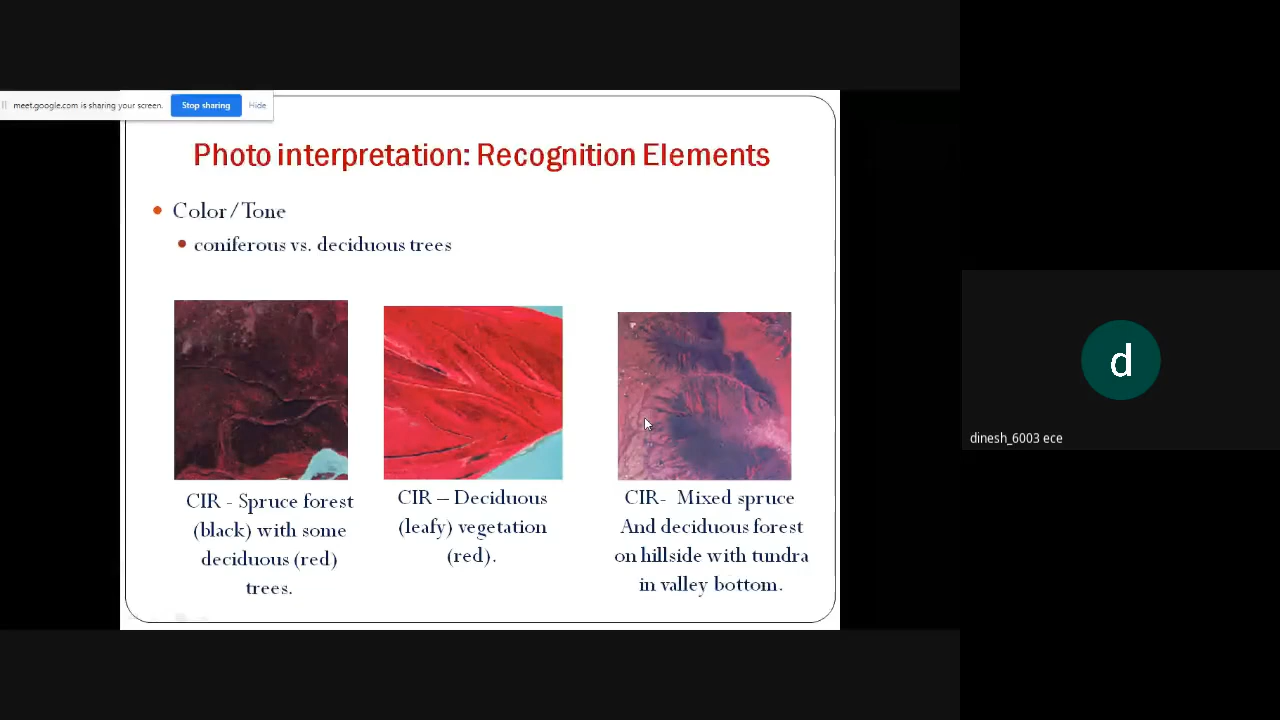 meet.google.com is sharing your screen.
Stop sharing
Hide
Photo interpretation: Recognition Elements
Color/Tone
coniferous vs. deciduous trees
CIR - Spruce forest
(black) with some
deciduous (red)
trees.
CIR – Deciduous
(leafy) vegetation
(red).
CIR- Mixed spruce
And deciduous forest
on hillside with tundra
in valley bottom.
d
dinesh_6003 ece